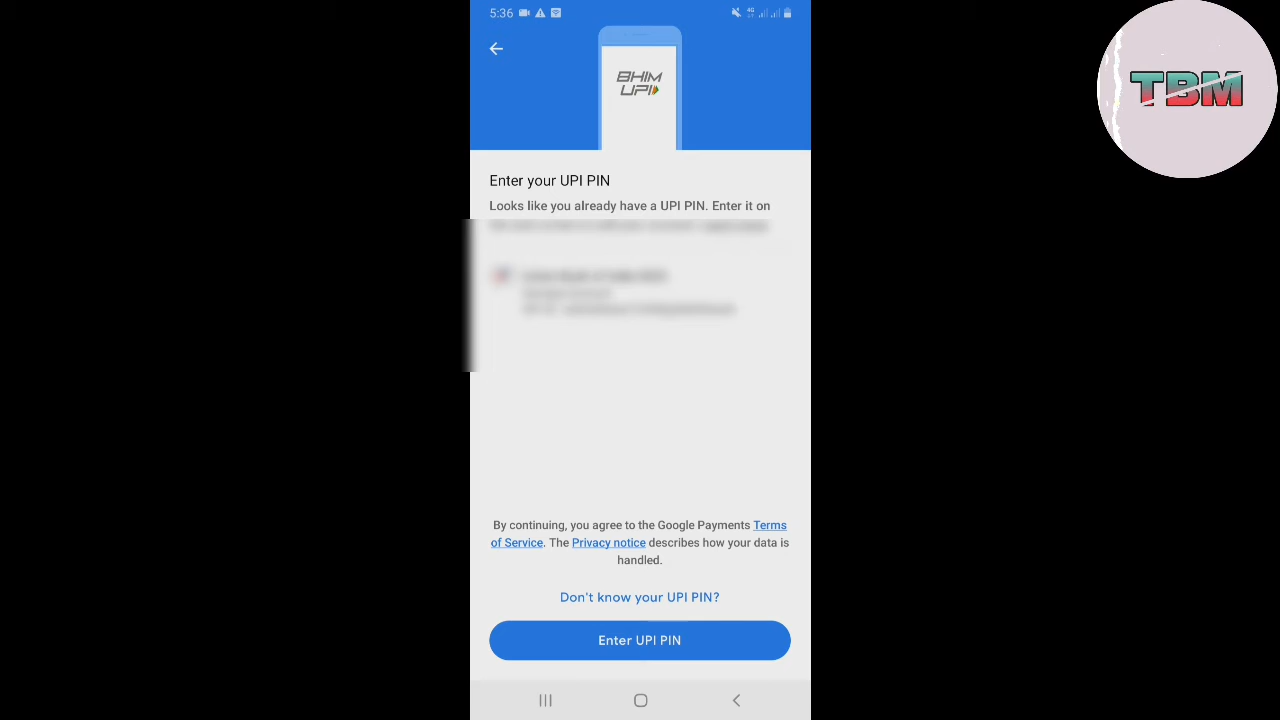 5:36
4G
TBM
BHIM
UPI
Enter your UPI PIN
Looks like you already have a UPI PIN. Enter it on
By continuing, you agree to the Google Payments Terms
of Service. The Privacy notice describes how your data is
handled.
Don't know your UPI PIN?
Enter UPI PIN